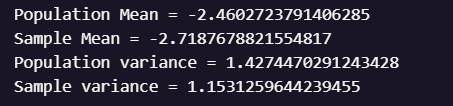 Population Mean = -2.4602723791406285
Sample Mean = -2.7187678821554817
Population variance = 1.4274470291243428
Sample variance = 1.1531259644239455